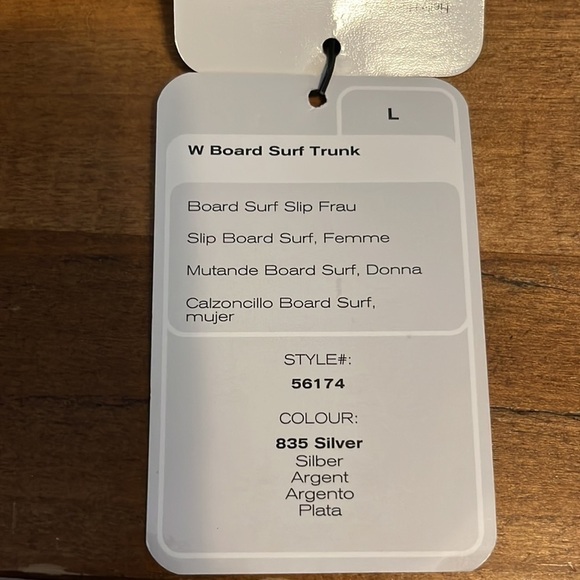 L
W Board Surf Trunk
Board Surf Slip Frau
Slip Board Surf, Femme
Mutande Board Surf, Donna
Calzoncillo Board Surf,
mujer
STYLE#:
56174
COLOUR:
835 Silver
Silber
Argent
Argento
Plata